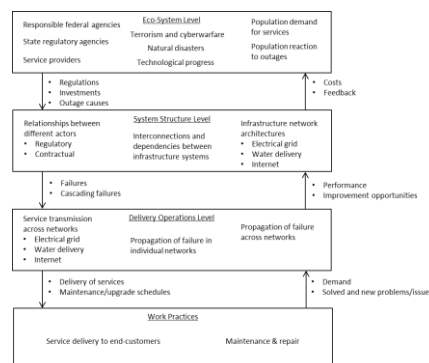 Responsible federal agencies
State regulatory agencies
Service providers
Eco-System Level
Terrorism and cyberwarfare
Natural disasters
Technological progress
Population demand
for services
Population reaction
to outages
• Regulations
• Investments
• Outage causes
• Costs
• Feedback
Relationships between
different actors
• Regulatory
• Contractual
System Structure Level
Interconnections and
dependencies between
infrastructure systems
Infrastructure network
architectures
• Electrical grid
• Water delivery
• Internet
• Failures
• Cascading failures
• Performance
• Improvement opportunities
Service transmission
across networks
• Electrical grid
• Water delivery
• Internet
Delivery Operations Level
Propagation of failure in
individual networks
Propagation of failure
across networks
• Delivery of services
• Maintenance/upgrade schedules
• Demand
• Solved and new problems/issue
Work Practices
Service delivery to end-customers
Maintenance & repair